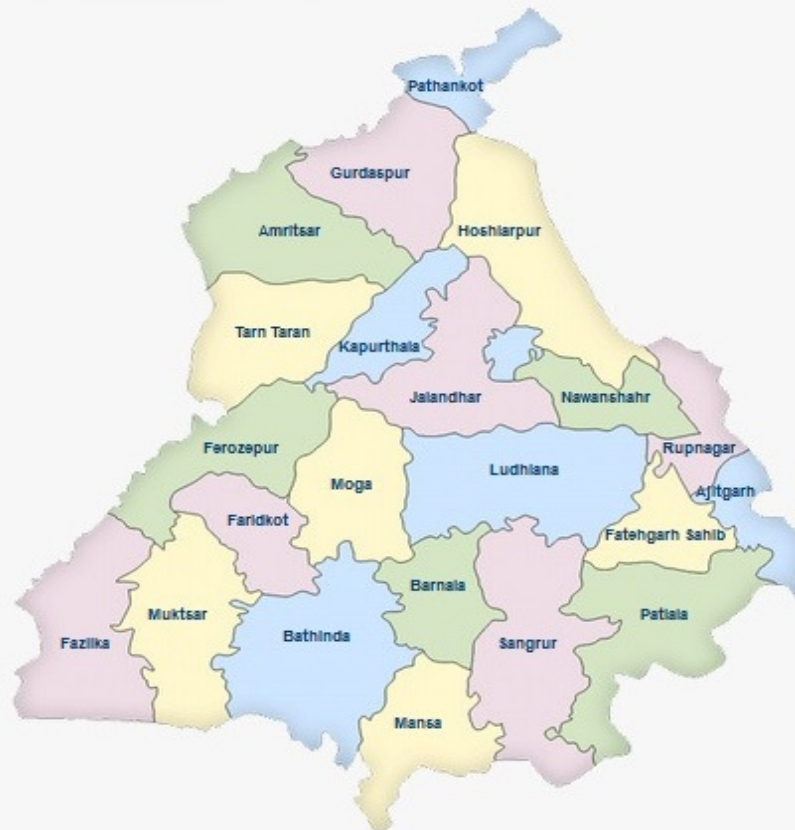 Pathankot
Gurdaspur
Amritsar
Hoshiarpur
Tarn Taran
Kapurthala
Jalandhar
Nawanshahr
Ferozepur
Rupnagar
Moga
Ludhiana
Ajitgarh
Faridkot
Fatehgarh Sahib
Barnala
Muktsar
Patiala
Bathinda
Fazilka
Sangrur
Mansa